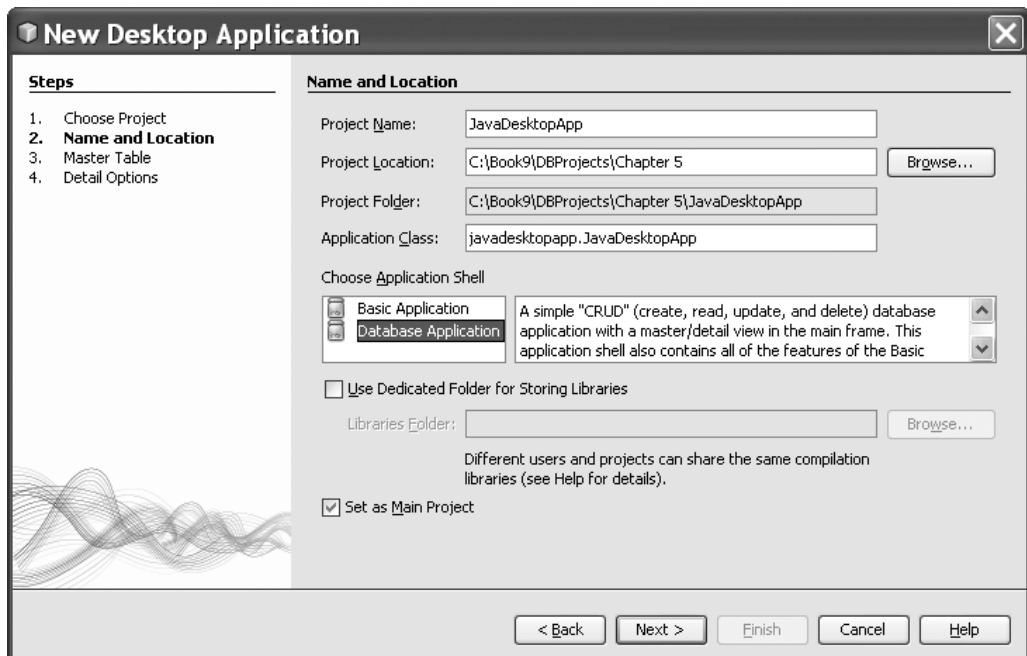 New Desktop Application
Steps
1. Choose Project
2. Name and Location
3. Master Table
4. Detail Options
Name and Location
Project Name: JavaDesktopApp
Project Location: C:\Book9\DBProjects\Chapter 5 Browse...
Project Folder: C:\Book9\DBProjects\Chapter 5\JavaDesktopApp
Application Class: javadesktopapp.JavaDesktopApp
Choose Application Shell
Basic Application
Database Application
A simple "CRUD" (create, read, update, and delete) database
application with a master/detail view in the main frame. This
application shell also contains all of the features of the Basic
Use Dedicated Folder for Storing Libraries
Libraries Folder: Browse...
Different users and projects can share the same compilation
libraries (see Help for details).
Set as Main Project
< Back Next > Finish Cancel Help